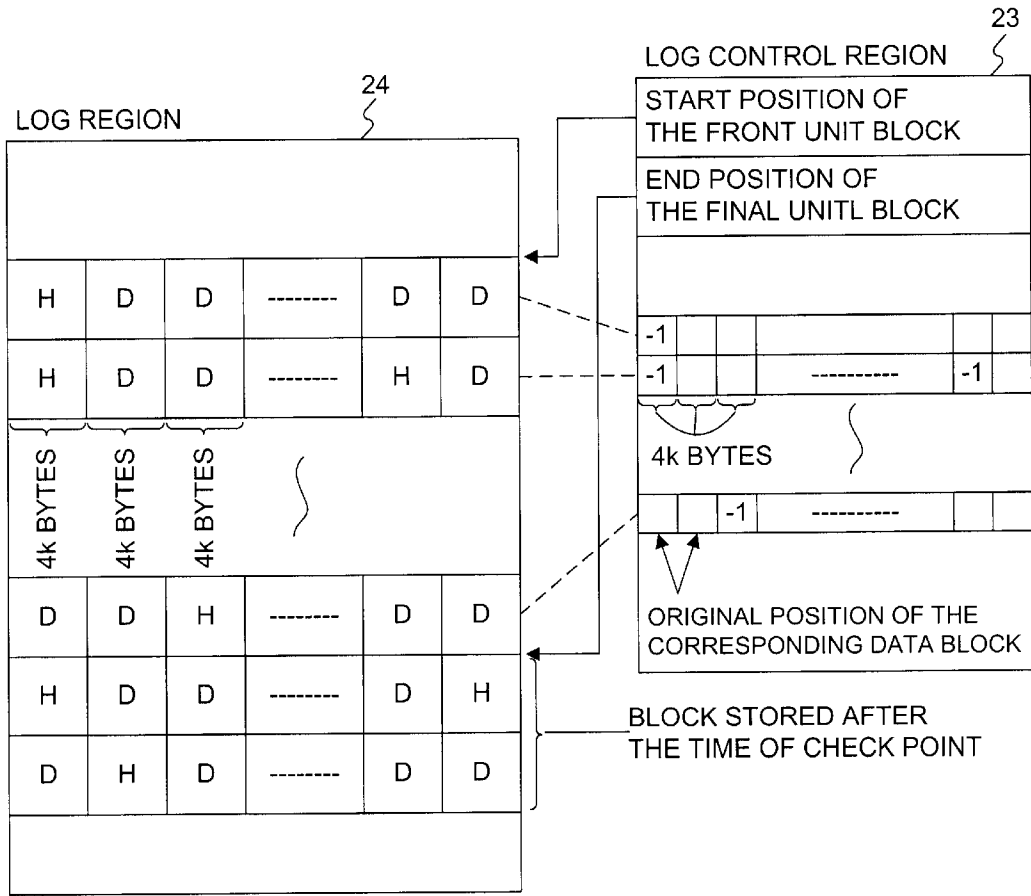 23
LOG CONTROL REGION
24
LOG REGION
START POSITION OF
THE FRONT UNIT BLOCK
END POSITION OF
THE FINAL UNITL BLOCK
H D D -------- D D
-1
H D D -------- H D
-1 ---------- -1
4k BYTES 4k BYTES 4k BYTES
4k BYTES
-1 ----------
D D H -------- D D
ORIGINAL POSITION OF THE
CORRESPONDING DATA BLOCK
H D D -------- D H
BLOCK STORED AFTER
THE TIME OF CHECK POINT
D H D -------- D D